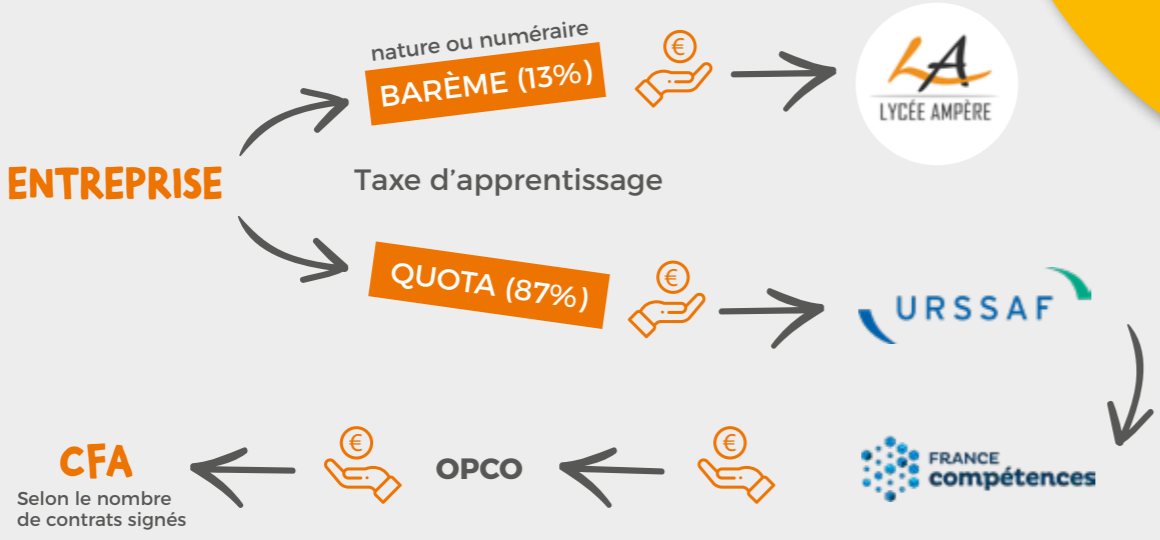 nature ou numéraire
BARÈME (13%)
€
LA
LYCÉE AMPÈRE
ENTREPRISE
Taxe d'apprentissage
QUOTA (87%)
€
URSSAF
CFA
Selon le nombre
de contrats signés
€
OPCO
€
FRANCE
compétences